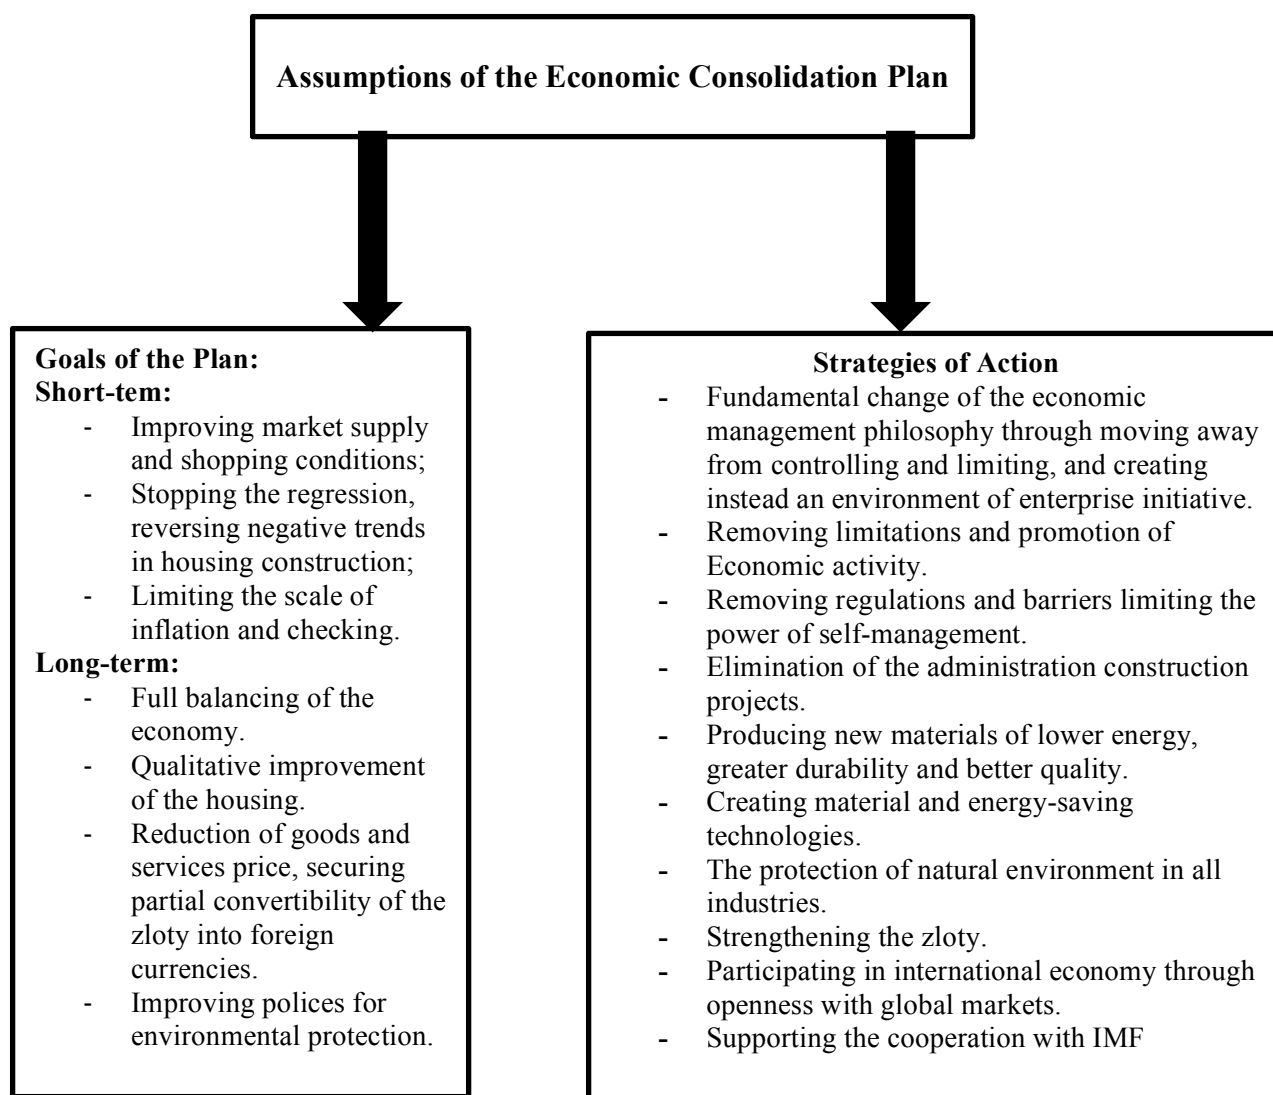 Assumptions of the Economic Consolidation Plan
Goals of the Plan:
Short-tem:
- Improving market supply
and shopping conditions;
- Stopping the regression,
reversing negative trends
in housing construction;
- Limiting the scale of
inflation and checking.
Long-term:
- Full balancing of the
economy.
- Qualitative improvement
of the housing.
- Reduction of goods and
services price, securing
partial convertibility of the
zloty into foreign
currencies.
- Improving polices for
environmental protection.
Strategies of Action
- Fundamental change of the economic
management philosophy through moving away
from controlling and limiting, and creating
instead an environment of enterprise initiative.
- Removing limitations and promotion of
Economic activity.
- Removing regulations and barriers limiting the
power of self-management.
- Elimination of the administration construction
projects.
- Producing new materials of lower energy,
greater durability and better quality.
- Creating material and energy-saving
technologies.
- The protection of natural environment in all
industries.
- Strengthening the zloty.
- Participating in international economy through
openness with global markets.
- Supporting the cooperation with IMF